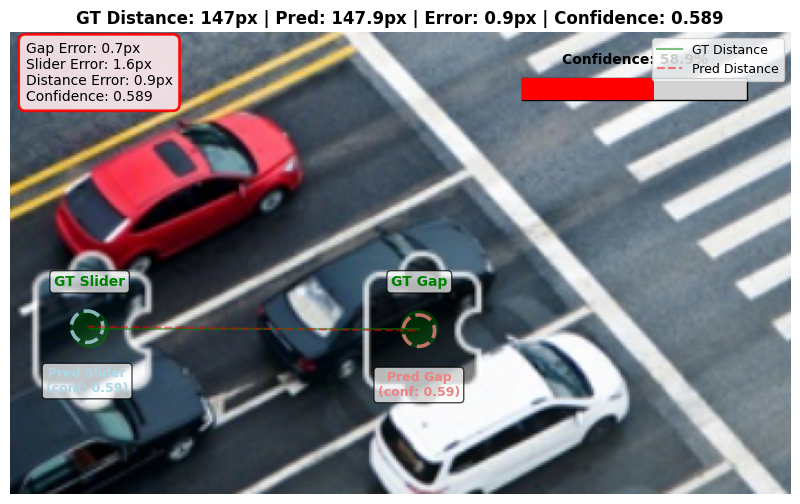 GT Distance: 147px | Pred: 147.9px | Error: 0.9px | Confidence: 0.589
Gap Error: 0.7px
Slider Error: 1.6px
Distance Error: 0.9px
Confidence: 0.589
Confidence: 58.9%
GT Distance
Pred Distance
GT Slider
GT Gap
Pred Slider
(conf: 0.59)
Pred Gap
(conf: 0.59)